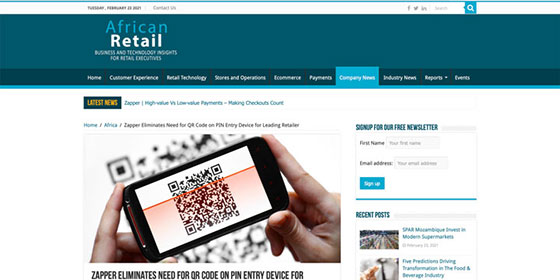 TUESDAY , FEBRUARY 22 2021 Contact Us Search
African
Retail
BUSINESS AND TECHNOLOGY INSIGHTS
FOR RETAIL EXECUTIVES
Home Customer Experience Retail Technology Stores and Operations Ecommerce Payments Company News Industry News Reports Events
LATEST NEWS Zapper | High-value Vs Low-value Payments – Making Checkouts Count
Home / Africa / Zapper Eliminates Need for QR Code on PIN Entry Device for Leading Retailer
ZAPPER ELIMINATES NEED FOR QR CODE ON PIN ENTRY DEVICE FOR
SIGNUP FOR OUR FREE NEWSLETTER
First Name Your first name
Email address: Your email address
Sign up
RECENT POSTS
SPAR Mozambique Invest in
Modern Supermarkets
February 20, 2021
Five Predictions Driving
Transformation in The Food &
Beverage Industry